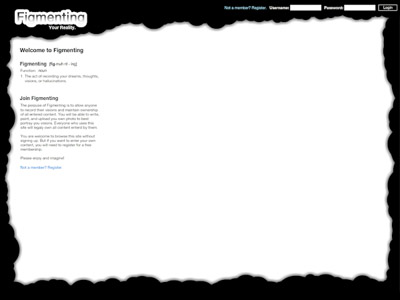 Figmenting
Your Reality.
Not a member? Register. Username: Password: Login
Welcome to Figmenting
Figmenting
Function: noun
1. The act of recording your dreams, thoughts,
visions, or hallucinations.
Join Figmenting
The purpose of Figmenting is to allow anyone
to record their visions and maintain ownership
of all entered content. You will be able to write,
paint, and upload your own photo to best
portray you visions. Everyone who uses this
site will legally own all content entered by them.
You are welcome to browse this site without
signing up. But if you want to enter your own
content, you will need to register for a free
membership.
Please enjoy and imagine!
Not a member? Register